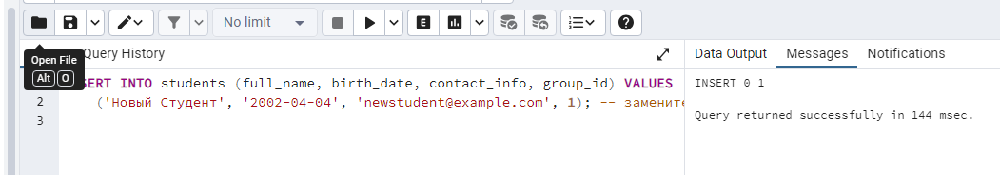 No limit
E
Open File
Alt O
Query History
Data Output Messages Notifications
SERT INTO students (full_name, birth_date, contact_info, group_id) VALUES
2 ('Новый Студент', '2002-04-04', 'newstudent@example.com', 1); -- замените
3
INSERT 0 1
Query returned successfully in 144 msec.